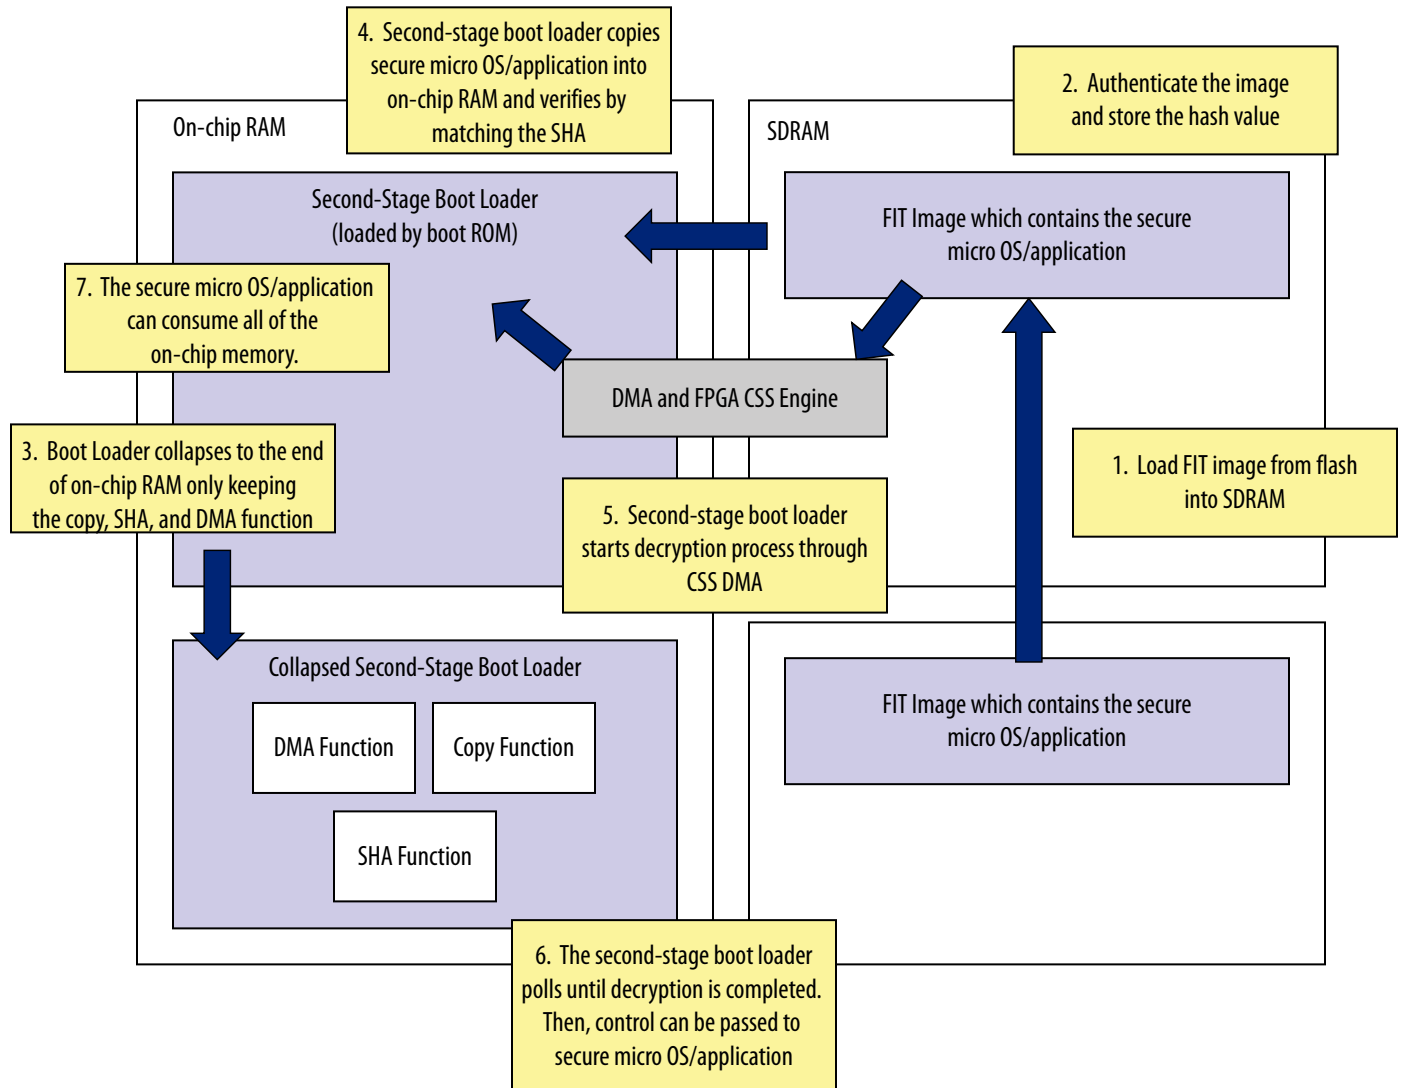 4. Second-stage boot loader copies
secure micro OS/application into
on-chip RAM and verifies by
matching the SHA
2. Authenticate the image
and store the hash value
On-chip RAM
SDRAM
Second-Stage Boot Loader
(loaded by boot ROM)
FIT Image which contains the secure
micro OS/application
7. The secure micro OS/application
can consume all of the
on-chip memory.
DMA and FPGA CSS Engine
3. Boot Loader collapses to the end
of on-chip RAM only keeping
the copy, SHA, and DMA function
1. Load FIT image from flash
into SDRAM
5. Second-stage boot loader
starts decryption process through
CSS DMA
Collapsed Second-Stage Boot Loader
DMA Function
Copy Function
SHA Function
FIT Image which contains the secure
micro OS/application
6. The second-stage boot loader
polls until decryption is completed.
Then, control can be passed to
secure micro OS/application